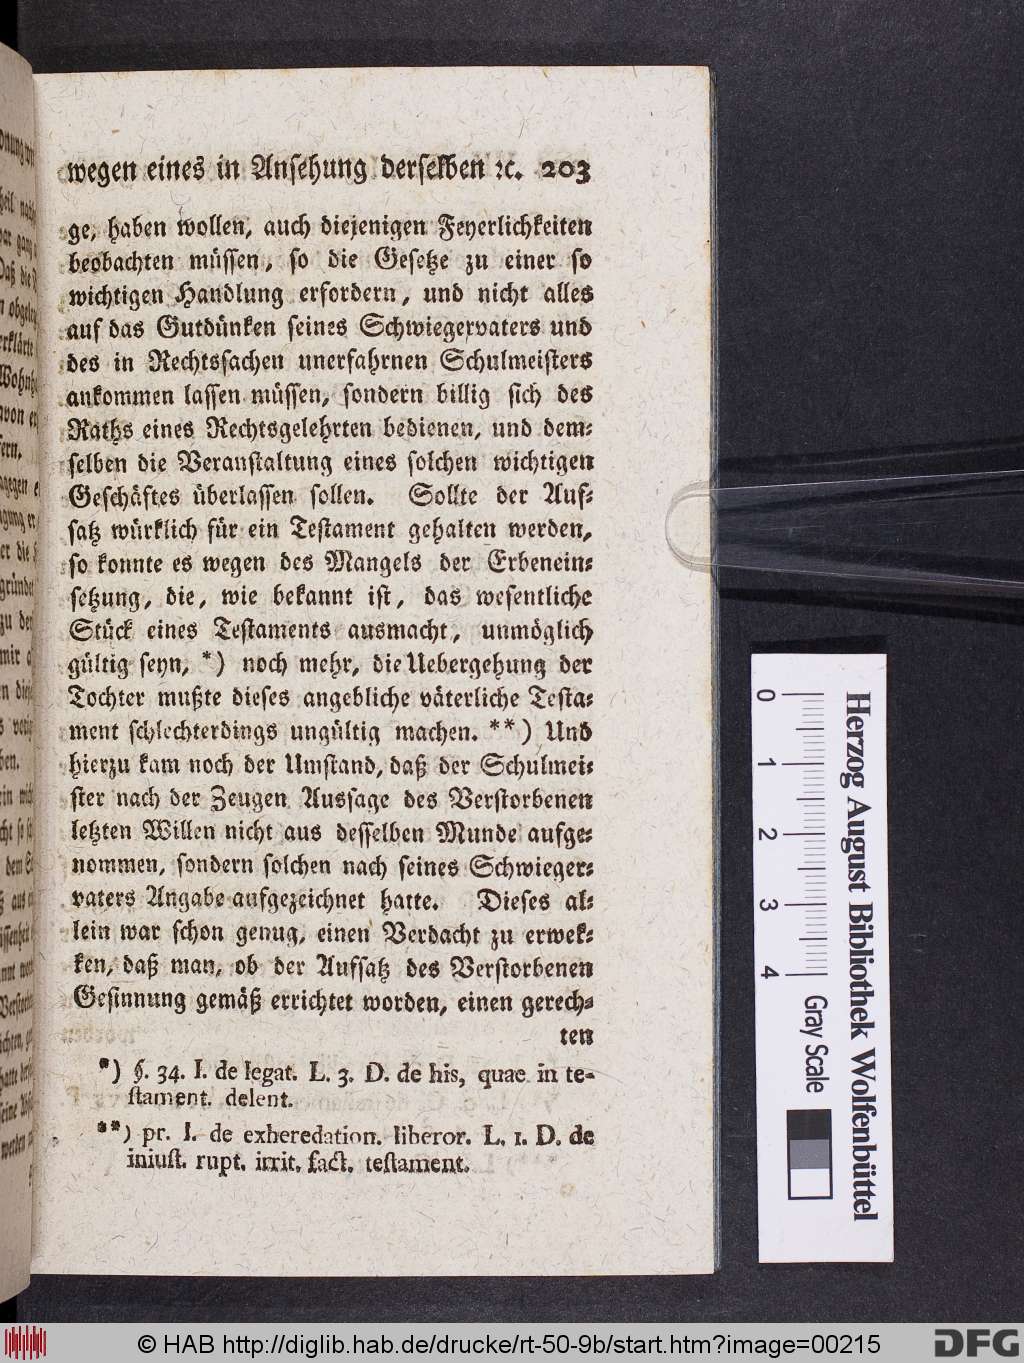 wegen eines in Anſehung derſelben ꝛc. 203
ge, haben wollen, auch diejenigen Feyerlichkeiten
beobachten müſſen, ſo die Geſetze zu einer ſo
wichtigen Handlung erfordern, und nicht alles
auf das Gutdünken ſeines Schwiegervaters und
des in Rechtsſachen unerfahrnen Schulmeiſters
ankommen laſſen müſſen, ſondern billig ſich des
Raths eines Rechtsgelehrten bedienen, und dem⸗
ſelben die Veranſtaltung eines ſolchen wichtigen
Geſchäftes überlaſſen ſollen. Sollte der Auf⸗
ſatz würklich für ein Teſtament gehalten werden,
ſo konnte es wegen des Mangels der Erbenein⸗
ſetzung, die, wie bekannt iſt, das weſentliche
Stück eines Teſtaments ausmacht, unmöglich
gültig ſeyn, *) noch mehr, die Uebergehung der
Tochter mußte dieſes angebliche väterliche Teſta⸗
ment ſchlechterdings ungültig machen. **) Und
hierzu kam noch der Umſtand, daß der Schulmei⸗
ſter nach der Zeugen Ausſage des Verſtorbenen
letzten Willen nicht aus deſſelben Munde aufge⸗
nommen, ſondern ſolchen nach ſeines Schwieger⸗
vaters Angabe aufgezeichnet hatte. Dieſes al⸗
lein war ſchon genug, einen Verdacht zu erwek⸗
ken, daß man, ob der Aufſatz des Verſtorbenen
Geſinnung gemäß errichtet worden, einen gerech⸗
ten
*) §. 34. I. de legat. L. 3. D. de his, quae in te-
ſtament. delent.
**) pr. I. de exheredation. liberor. L. 1. D. de
iniuſt. rupt. irrit. fact. teſtament.
0 1 2 3 4
Gray Scale
Herzog August Bibliothek Wolfenbüttel
© HAB http://diglib.hab.de/drucke/rt-50-9b/start.htm?image=00215
DFG